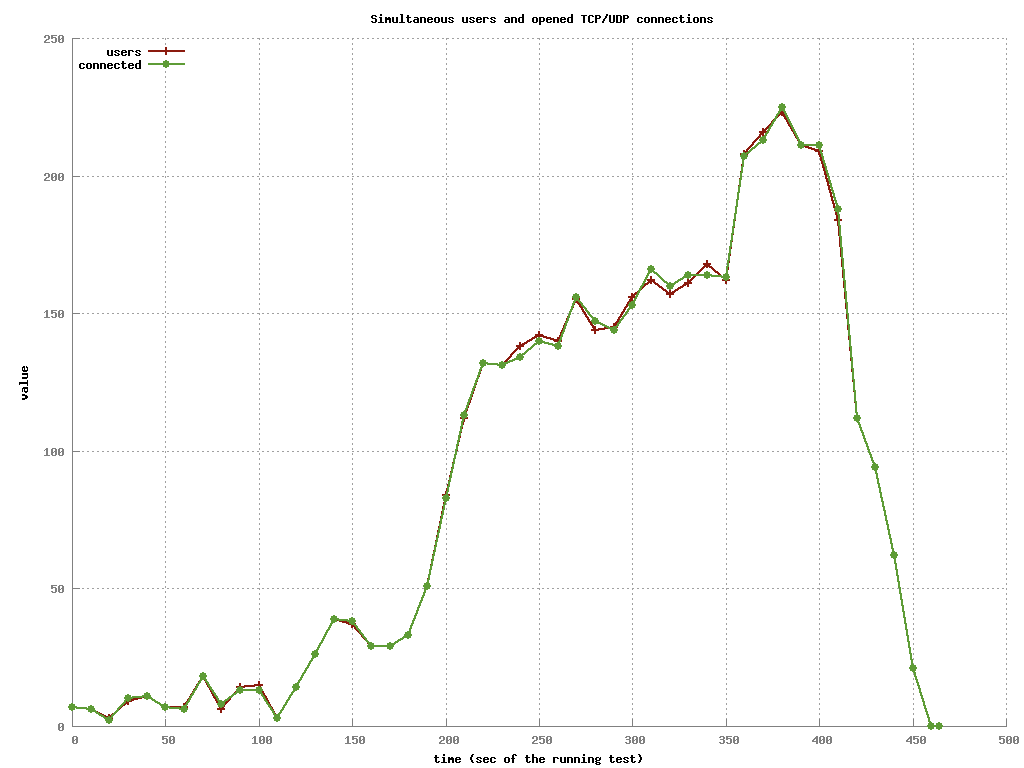 Simultaneous users and opened TCP/UDP connections
250
users
connected
200
150
value
100
50
0
0 50 100 150 200 250 300 350 400 450 500
time (sec of the running test)